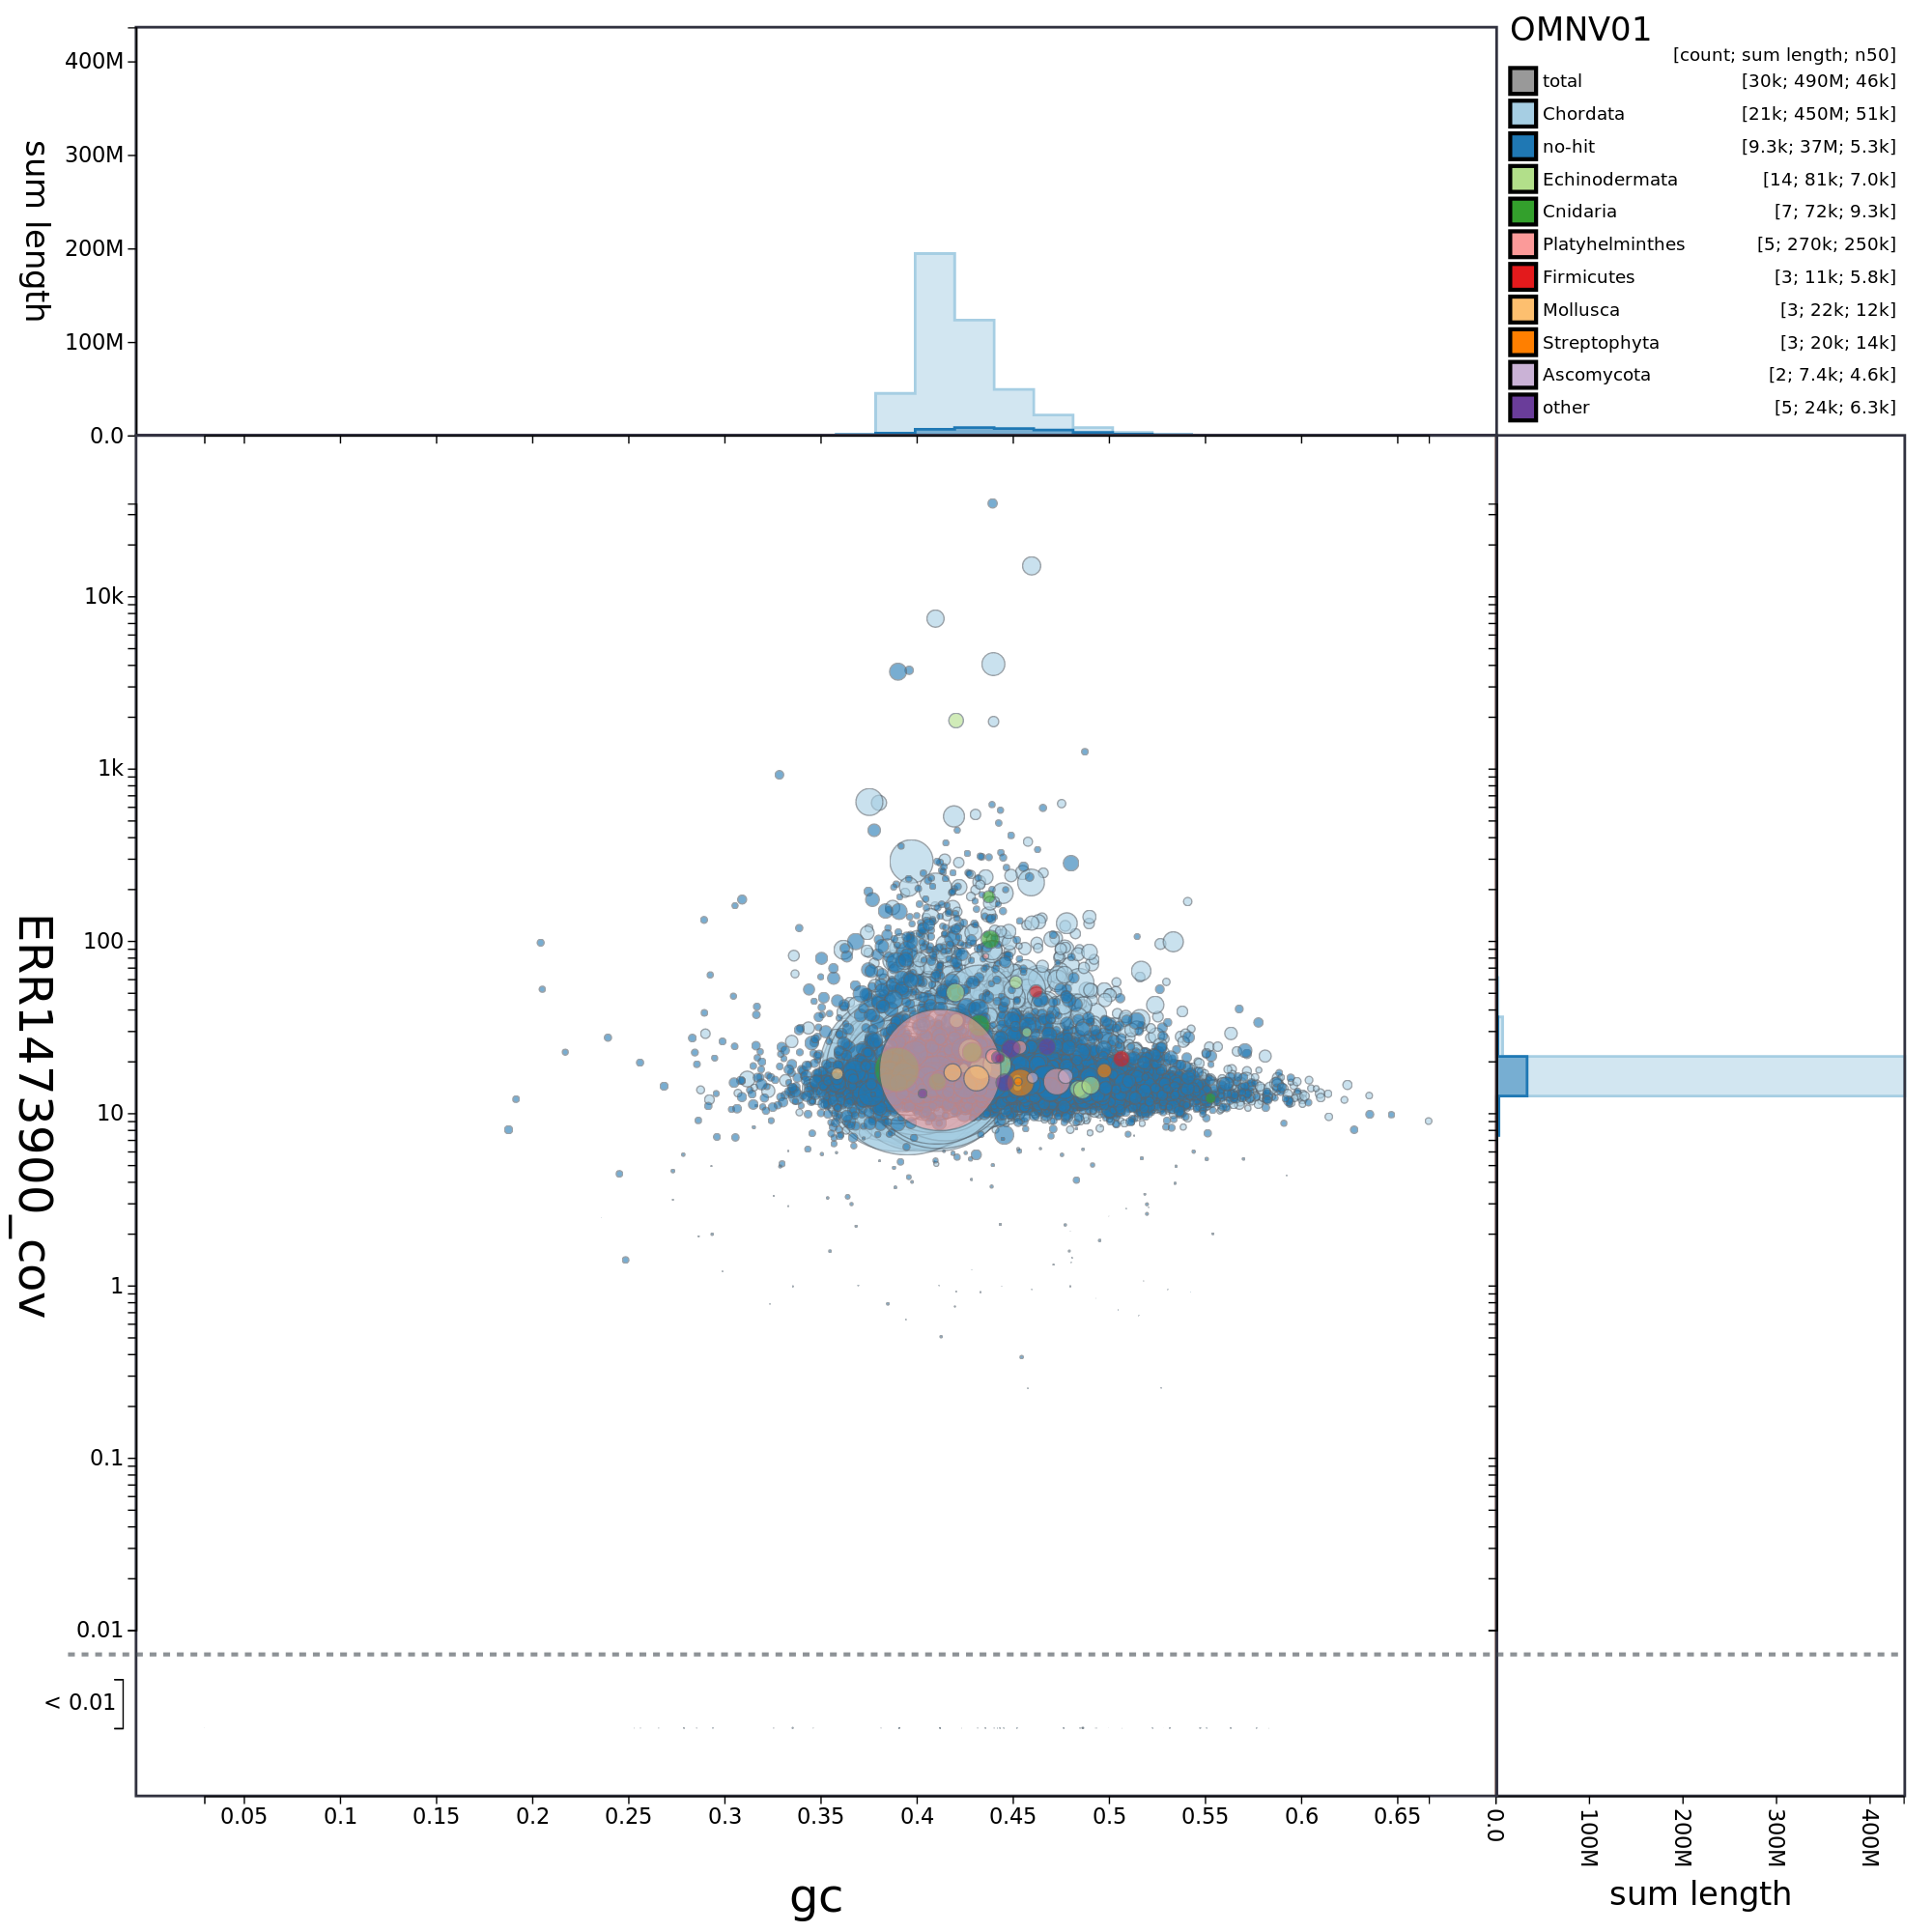 OMNV01
[count; sum length; n50]
total [30k; 490M; 46k]
Chordata [21k; 450M; 51k]
no-hit [9.3k; 37M; 5.3k]
Echinodermata [14; 81k; 7.0k]
Cnidaria [7; 72k; 9.3k]
Platyhelminthes [5; 270k; 250k]
Firmicutes [3; 11k; 5.8k]
Mollusca [3; 22k; 12k]
Streptophyta [3; 20k; 14k]
Ascomycota [2; 7.4k; 4.6k]
other [5; 24k; 6.3k]
sum length
400M
300M
200M
100M
0.0
ERR1473900_cov
10k
1k
100
10
1
0.1
0.01
< 0.01
0.05 0.1 0.15 0.2 0.25 0.3 0.35 0.4 0.45 0.5 0.55 0.6 0.65
gc
0.0 100M 200M 300M 400M
sum length